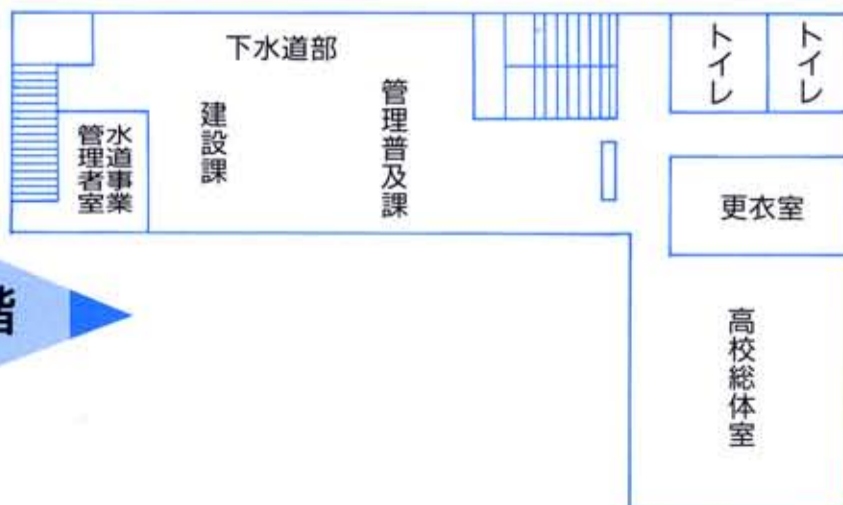 下水道部
建設課
管理普及課
水道事業
管理者室
トイレ
トイレ
更衣室
高校総体室
階